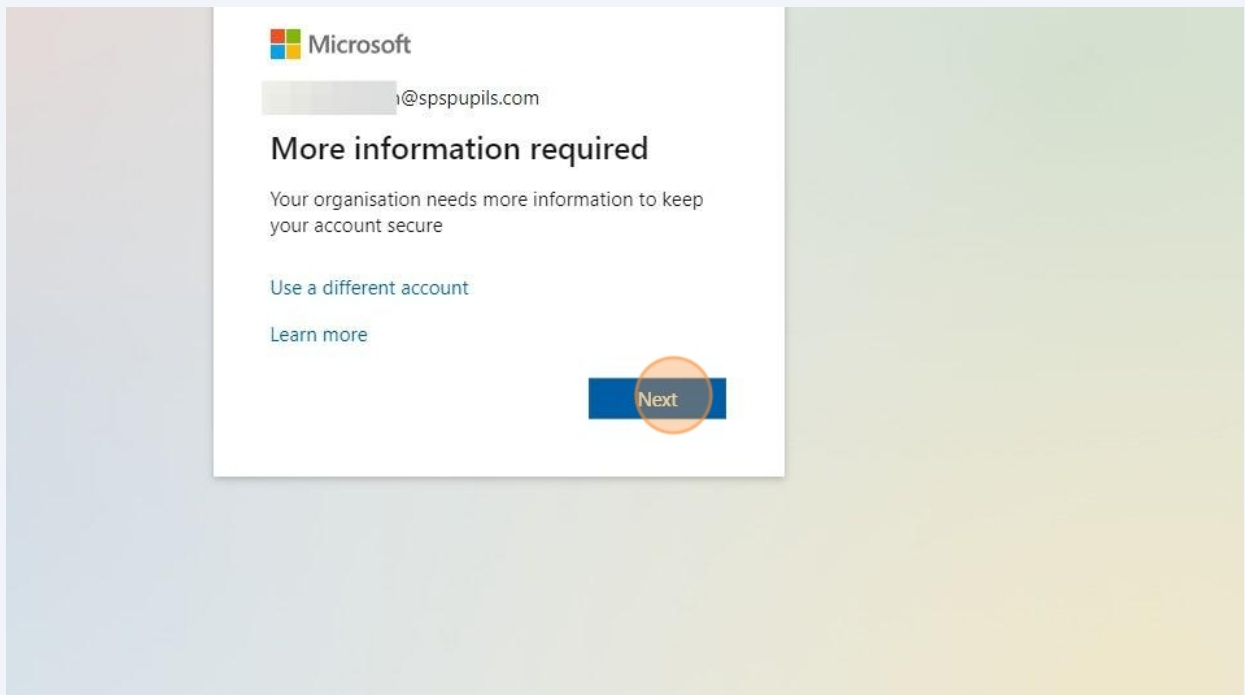 Microsoft
@spspupils.com
More information required
Your organisation needs more information to keep
your account secure
Use a different account
Learn more
Next